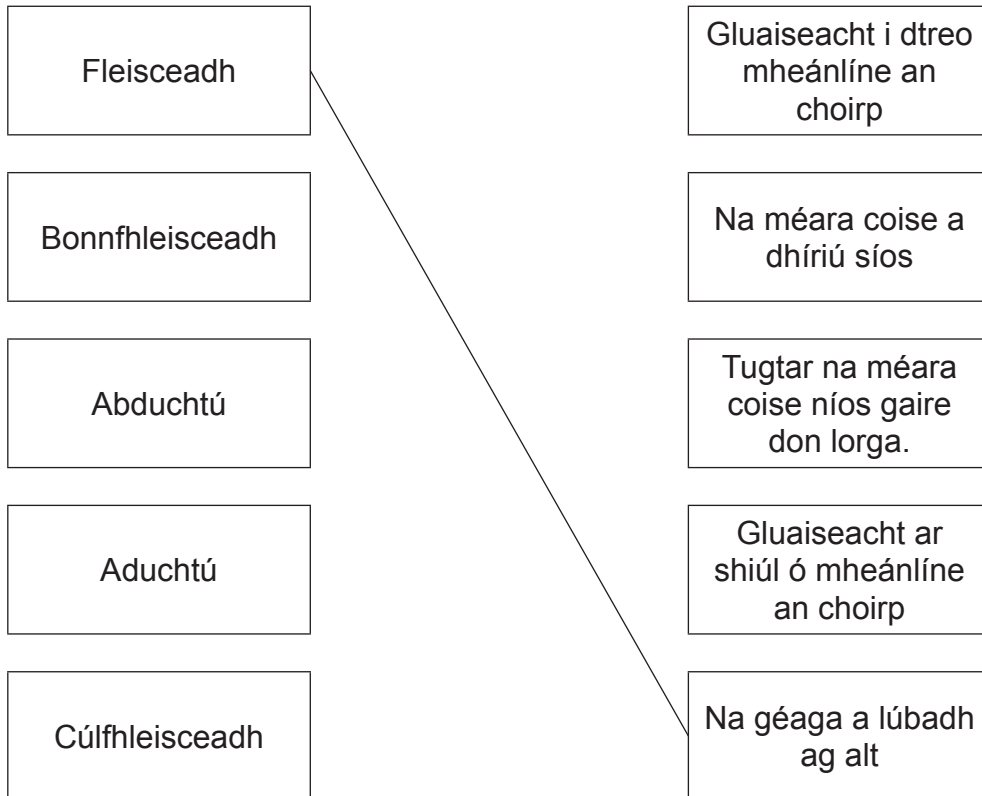 Fleisceadh
Bonnfhleisceadh
Abduchtú
Aduchtú
Cúlfhleisceadh
Gluaiseacht i dtreo
mheánlíne an
choirp
Na méara coise a
dhíriú síos
Tugtar na méara
coise níos gaire
don lorga.
Gluaiseacht ar
shiúl ó mheánlíne
an choirp
Na géaga a lúbadh
ag alt